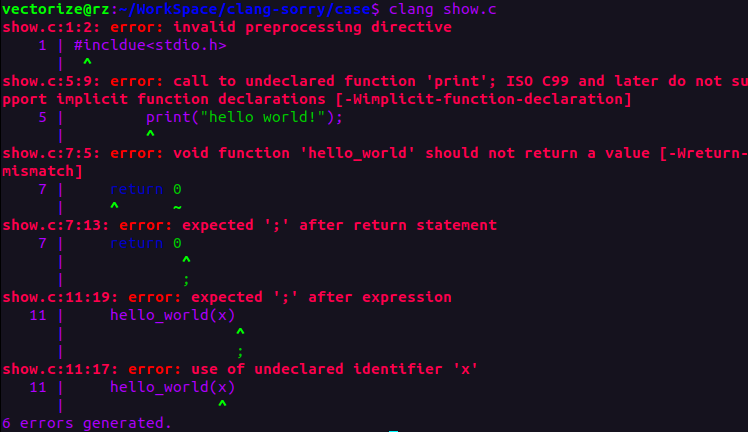 vectorize@rz:~/WorkSpace/clang-sorry/case$ clang show.c
show.c:1:2: error: invalid preprocessing directive
    1 | #incldue<stdio.h>
      |  ^
show.c:5:9: error: call to undeclared function 'print'; ISO C99 and later do not su
pport implicit function declarations [-Wimplicit-function-declaration]
    5 |         print("hello world!");
      |         ^
show.c:7:5: error: void function 'hello_world' should not return a value [-Wreturn-
mismatch]
    7 |     return 0
      |     ^      ~
show.c:7:13: error: expected ';' after return statement
    7 |     return 0
      |             ^
      |             ;
show.c:11:19: error: expected ';' after expression
   11 |     hello_world(x)
      |                   ^
      |                   ;
show.c:11:17: error: use of undeclared identifier 'x'
   11 |     hello_world(x)
      |                 ^
6 errors generated.